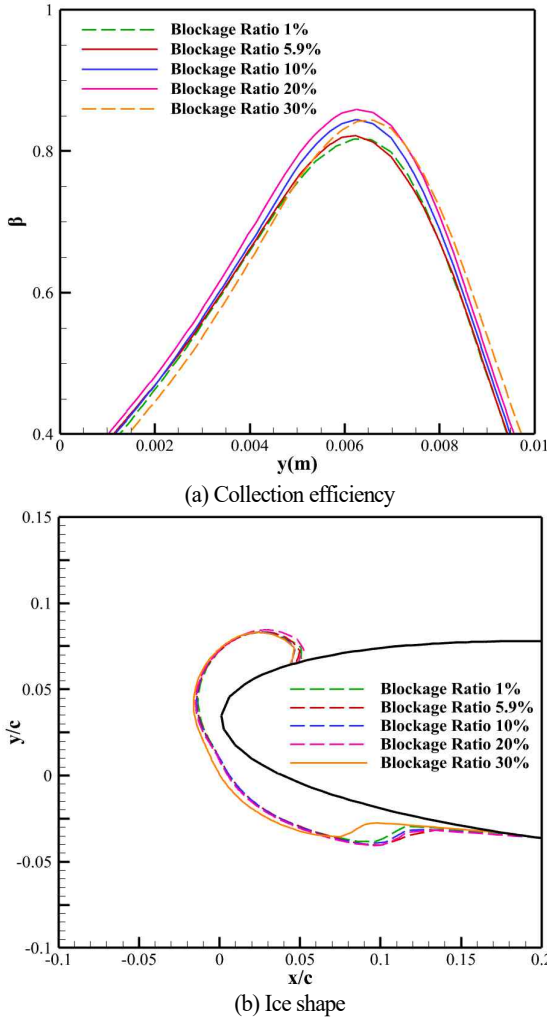 1
Blockage Ratio 1%
Blockage Ratio 5.9%
Blockage Ratio 10%
Blockage Ratio 20%
Blockage Ratio 30%
0.8
β
0.6
0.4
0 0.002 0.004 0.006 0.008 0.01
y(m)
(a) Collection efficiency
0.15
0.1
0.05
y/c
0
-0.05
-0.1
Blockage Ratio 1%
Blockage Ratio 5.9%
Blockage Ratio 10%
Blockage Ratio 20%
Blockage Ratio 30%
-0.1 -0.05 0 0.05 0.1 0.15 0.2
x/c
(b) Ice shape